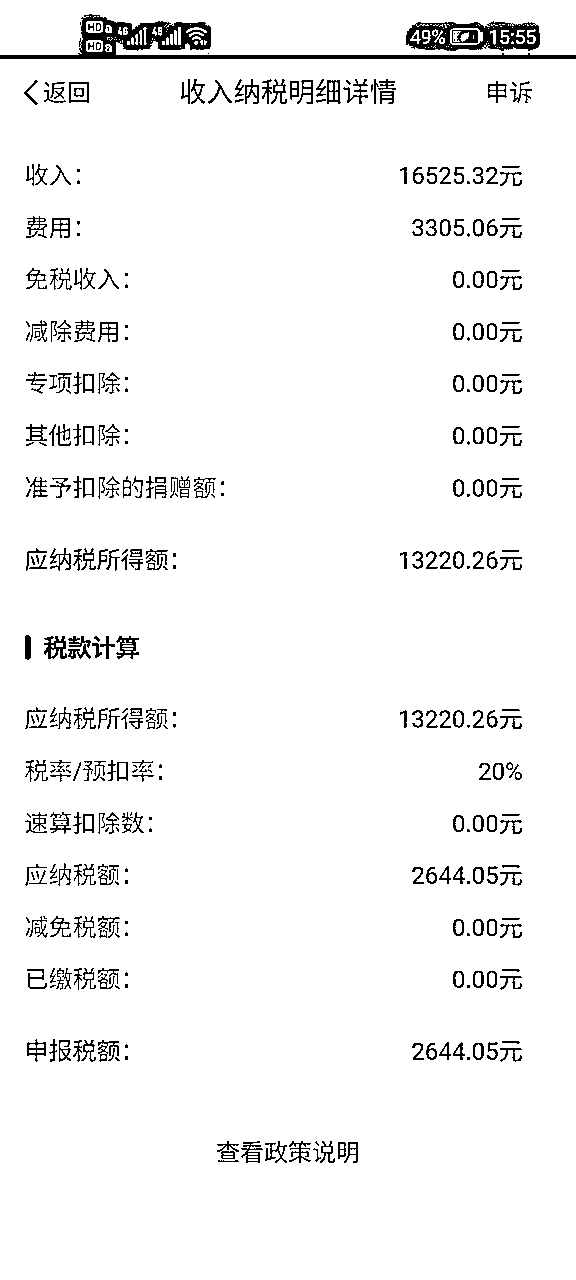 HD 1 4G 4G 49% 15:55
HD 2
返回 收入纳税明细详情 申诉
收入： 16525.32元
费用： 3305.06元
免税收入： 0.00元
减除费用： 0.00元
专项扣除： 0.00元
其他扣除： 0.00元
准予扣除的捐赠额： 0.00元
应纳税所得额： 13220.26元
税款计算
应纳税所得额： 13220.26元
税率/预扣率： 20%
速算扣除数： 0.00元
应纳税额： 2644.05元
减免税额： 0.00元
已缴税额： 0.00元
申报税额： 2644.05元
查看政策说明